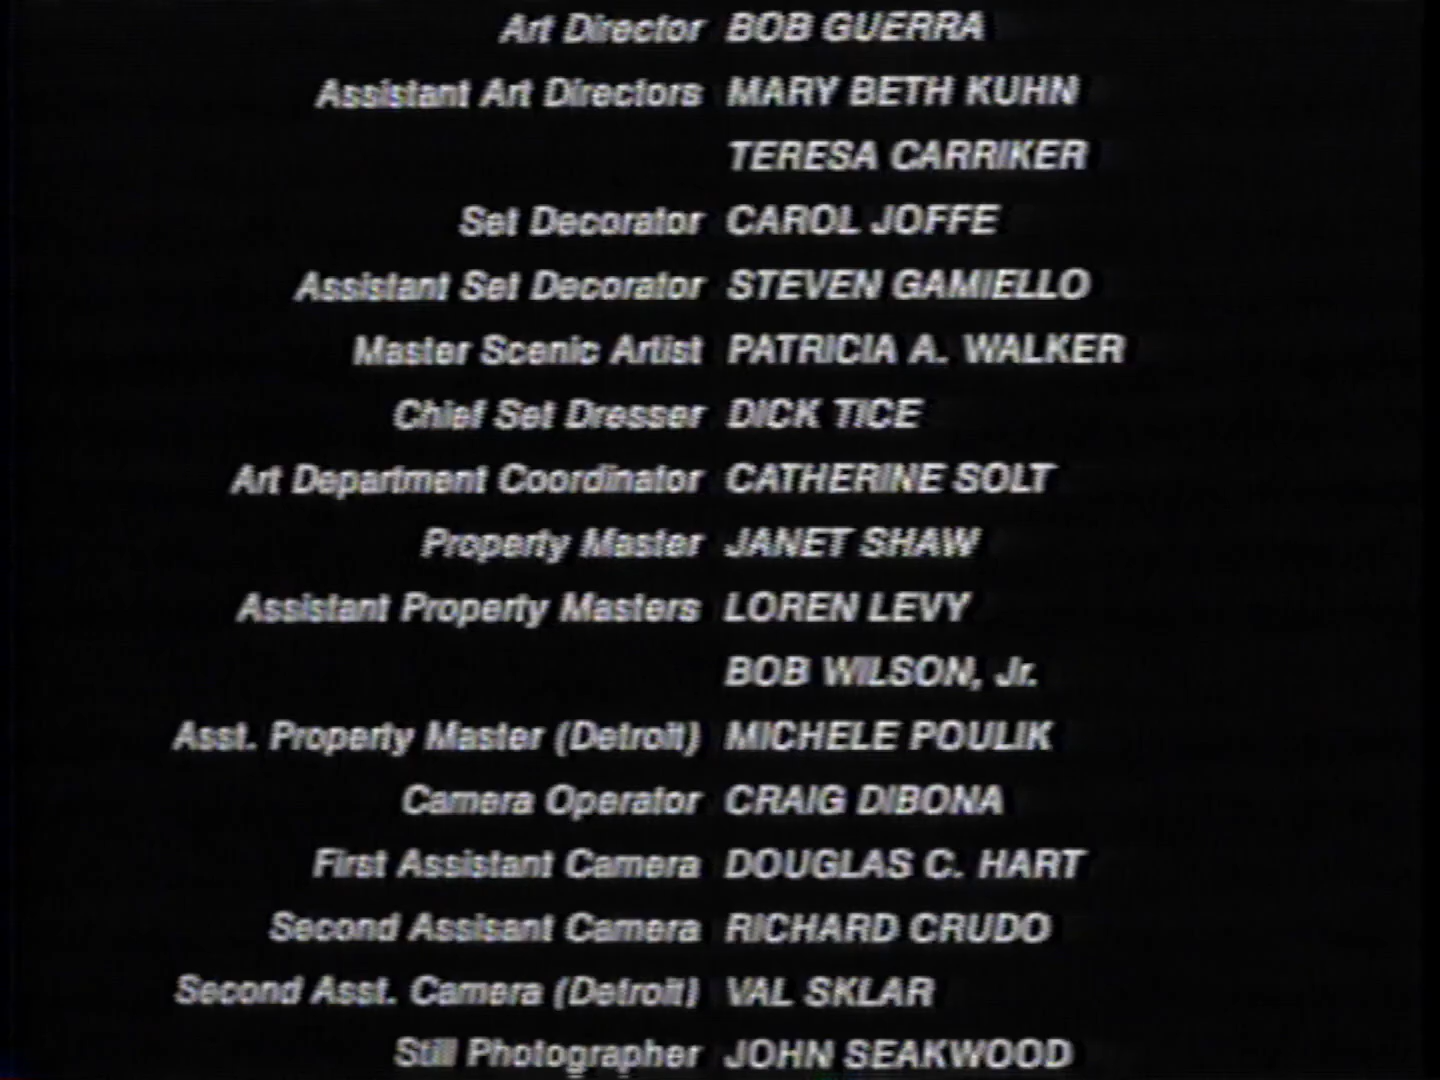 Art Director BOB GUERRA
Assistant Art Directors MARY BETH KUHN
TERESA CARRIKER
Set Decorator CAROL JOFFE
Assistant Set Decorator STEVEN GAMIELLO
Master Scenic Artist PATRICIA A. WALKER
Chief Set Dresser DICK TICE
Art Department Coordinator CATHERINE SOLT
Property Master JANET SHAW
Assistant Property Masters LOREN LEVY
BOB WILSON, Jr.
Asst. Property Master (Detroit) MICHELE POULIK
Camera Operator CRAIG DIBONA
First Assistant Camera DOUGLAS C. HART
Second Assisant Camera RICHARD CRUDO
Second Asst. Camera (Detroit) VAL SKLAR
Still Photographer JOHN SEAKWOOD